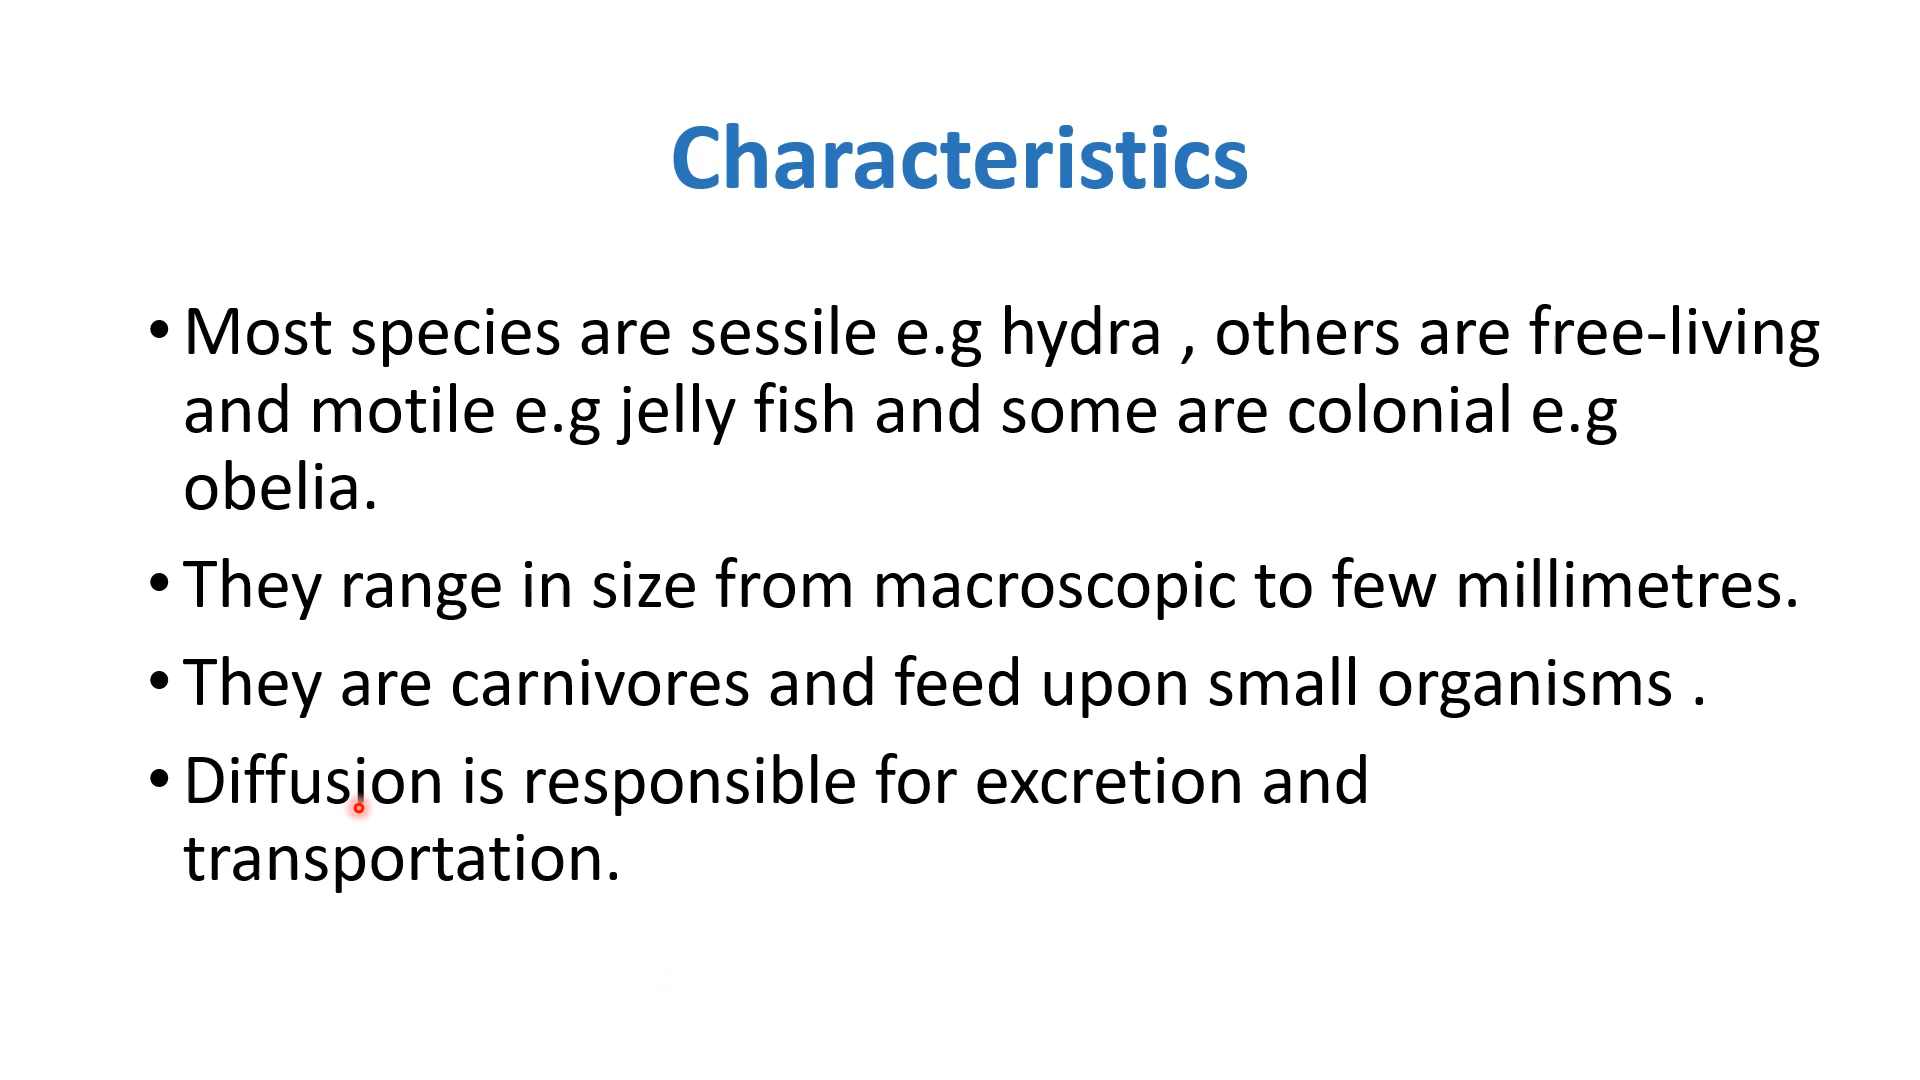 Characteristics
• Most species are sessile e.g hydra , others are free-living
and motile e.g jelly fish and some are colonial e.g
obelia.
• They range in size from macroscopic to few millimetres.
• They are carnivores and feed upon small organisms .
• Diffusion is responsible for excretion and
transportation.